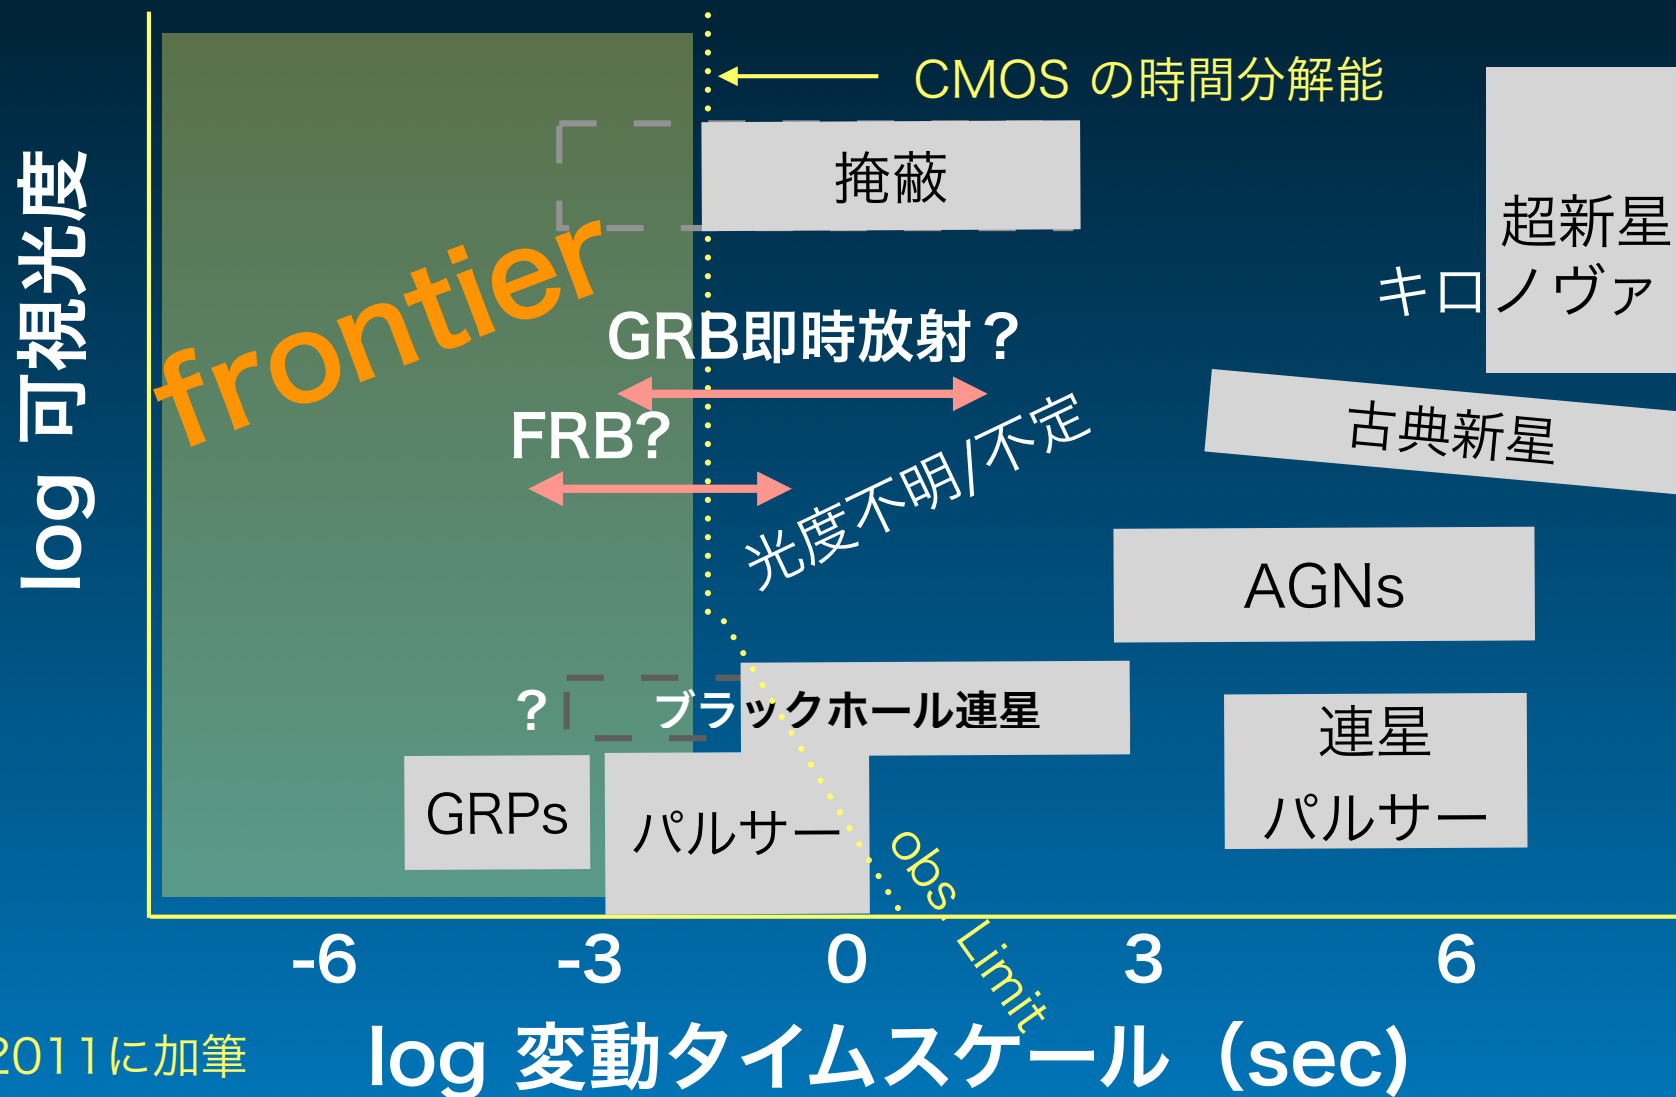 CMOS の時間分解能
掩蔽
超新星
キロノヴァ
frontier
GRB即時放射？
FRB?
光度不明/不定
古典新星
AGNs
？
ブラックホール連星
連星
パルサー
GRPs
パルサー
obs. Limit
log 可視光度
-6 -3 0 3 6
log 変動タイムスケール（sec)
2011に加筆